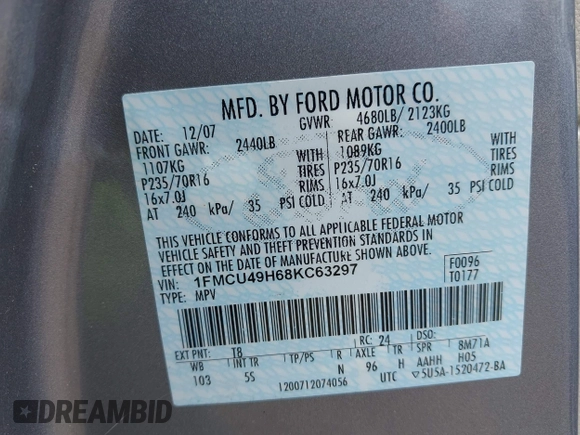 MFD. BY FORD MOTOR CO.
DATE: 12/07 GVWR: 4680LB/ 2123KG
FRONT GAWR: 2440LB REAR GAWR: 2400LB
1107KG WITH 1089KG WITH
P235/70R16 TIRES P235/70R16 TIRES
16x7.0J RIMS 16x7.0J RIMS
AT 240 kPa/ 35 PSI COLD AT 240 kPa/ 35 PSI COLD
THIS VEHICLE CONFORMS TO ALL APPLICABLE FEDERAL MOTOR
VEHICLE SAFETY AND THEFT PREVENTION STANDARDS IN
EFFECT ON THE DATE OF MANUFACTURE SHOWN ABOVE.
VIN: 1FMCU49H68KC63297 F0096
TYPE: MPV T0177
EXT PNT: T8 RC: 24 DSO:
WB INT TR TP/PS R AXLE TR SPR 8M71A
103 5S N 96 H AAHH H05
1200712074056 UTC 5U5A-1520472-BA
DREAMBID